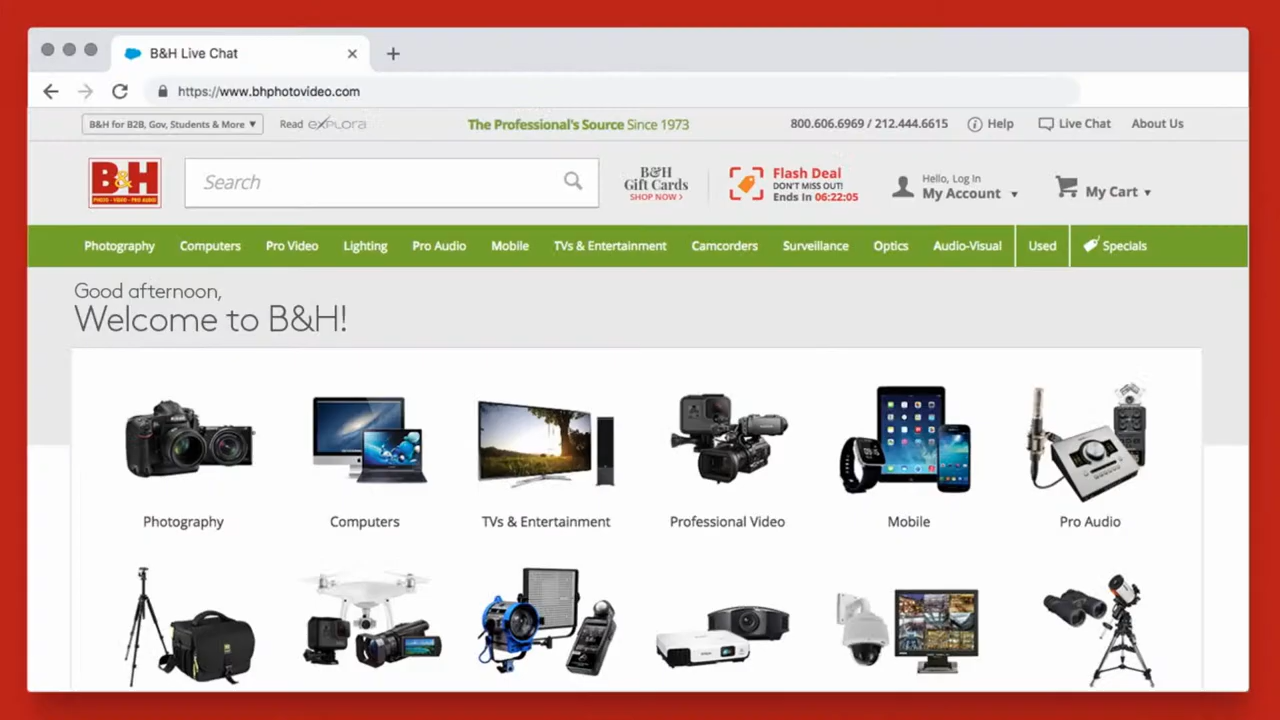 B&H Live Chat
https://www.bhphotovideo.com
B&H for B2B, Gov, Students & More
Read eXPLORA
The Professional's Source Since 1973
800.606.6969 / 212.444.6615
Help
Live Chat
About Us
B&H
PHOTO - VIDEO - PRO AUDIO
Search
B&H
Gift Cards
SHOP NOW >
Flash Deal
DON'T MISS OUT!
Ends In 06:22:05
Hello, Log In
My Account
My Cart
Photography Computers Pro Video Lighting Pro Audio Mobile TVs & Entertainment Camcorders Surveillance Optics Audio-Visual Used Specials
Good afternoon,
Welcome to B&H!
Photography Computers TVs & Entertainment Professional Video Mobile Pro Audio